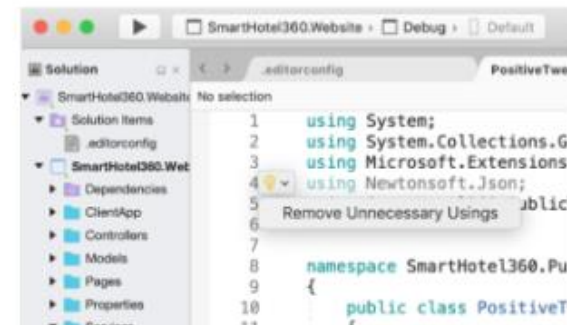 SmartHotel360.Website › Debug › Default
Solution
.editorconfig
PositiveTwe
SmartHotel360.Website
No selection
Solution Items
.editorconfig
SmartHotel360.Web
Dependencies
ClientApp
Controllers
Models
Pages
Properties
1 using System;
2 using System.Collections.G
3 using Microsoft.Extensions
4 using Newtonsoft.Json;
5 ublic
Remove Unnecessary Usings
6
7
8 namespace SmartHotel360.Pu
9 {
10 public class PositiveT